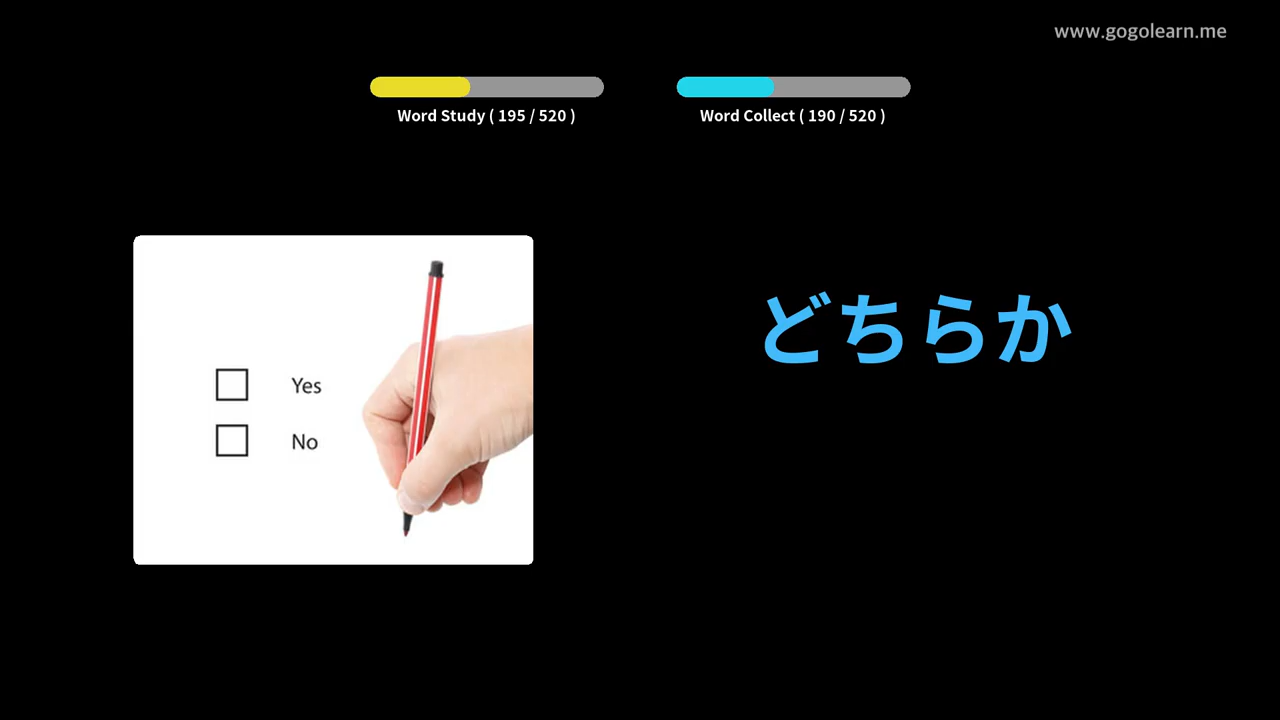 www.gogolearn.me
Word Study ( 195 / 520 )
Word Collect ( 190 / 520 )
Yes
No
どちらか